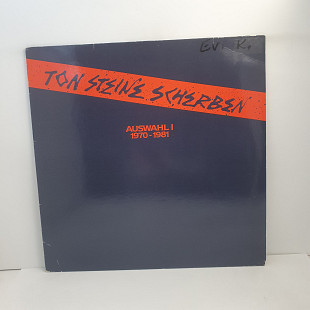 TON STEINE SCHERBEN
AUSWAHL I
1970-1981